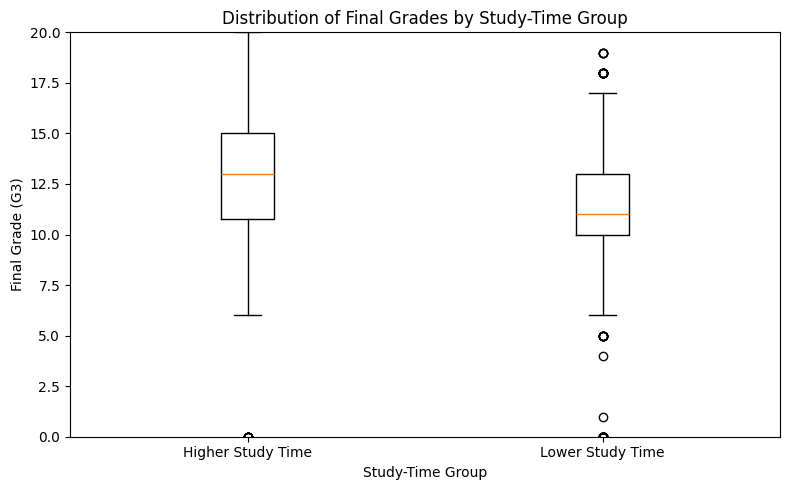 Distribution of Final Grades by Study-Time Group
20.0
17.5
15.0
12.5
10.0
7.5
5.0
2.5
0.0
Final Grade (G3)
Higher Study Time
Lower Study Time
Study-Time Group